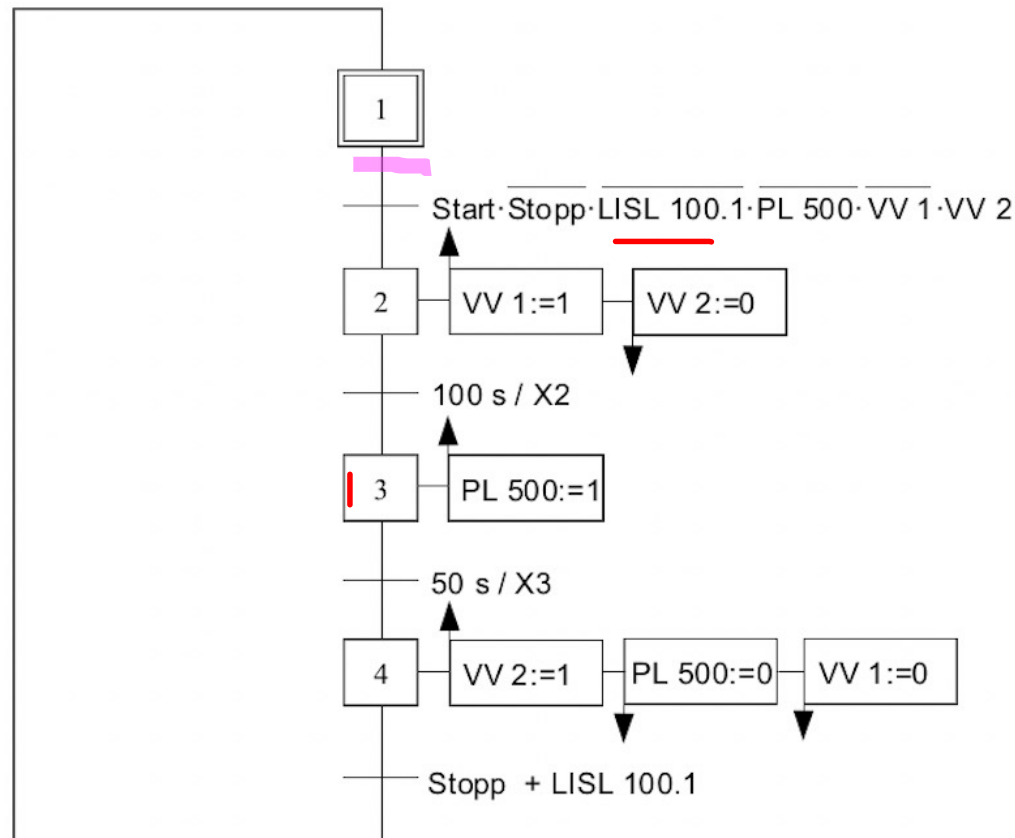 1
Start·Stopp·LISL 100.1·PL 500·VV 1·VV 2
2 VV 1:=1 VV 2:=0
100 s / X2
3 PL 500:=1
50 s / X3
4 VV 2:=1 PL 500:=0 VV 1:=0
Stopp + LISL 100.1